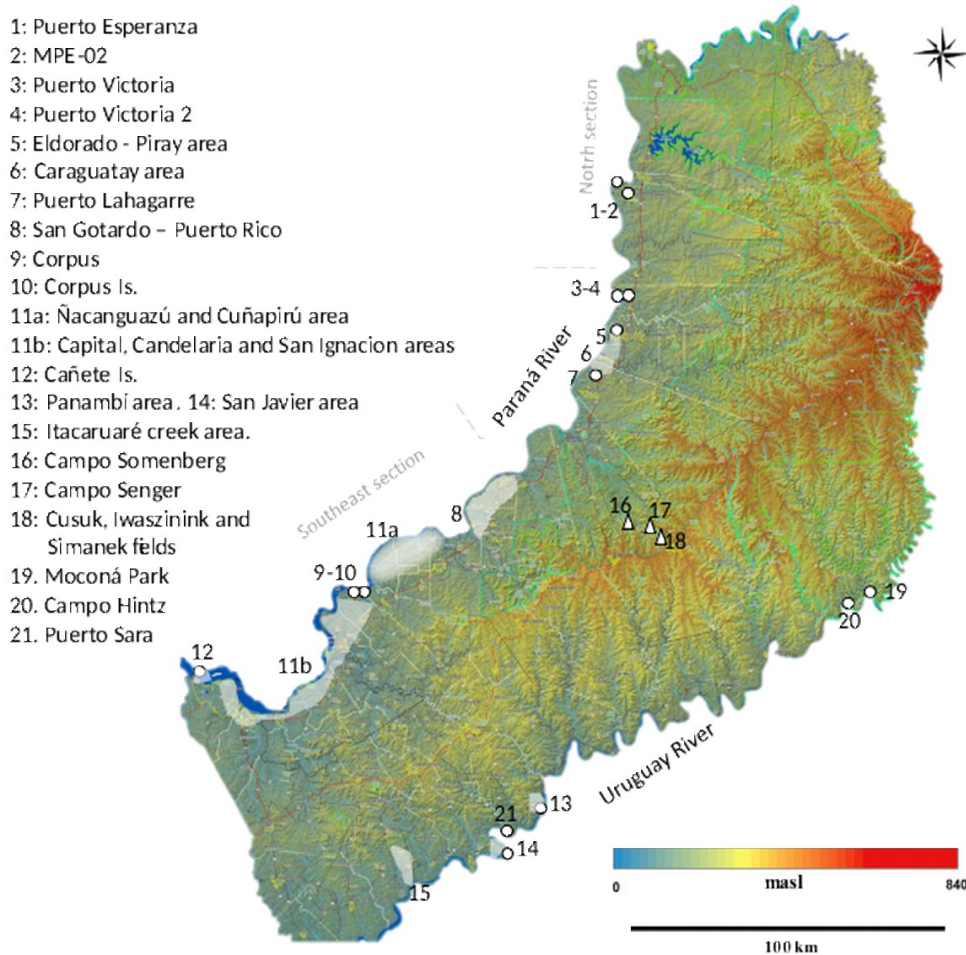 1: Puerto Esperanza
2: MPE-02
3: Puerto Victoria
4: Puerto Victoria 2
5: Eldorado - Piray area
6: Caraguatay area
7: Puerto Lahagarre
8: San Gotardo – Puerto Rico
9: Corpus
10: Corpus Is.
11a: Ñacanguazú and Cuñapirú area
11b: Capital, Candelaria and San Ignacion areas
12: Cañete Is.
13: Panambí area. 14: San Javier area
15: Itacaruaré creek area.
16: Campo Somenberg
17: Campo Senger
18: Cusuk, Iwaszinink and
Simanek fields
19. Moconá Park
20. Campo Hintz
21. Puerto Sara
Notrh section
1-2
3-4
5
6
7
Paraná River
Southeast section
8
11a
9-10
11b
12
16
17
18
19
20
Uruguay River
13
21
14
15
0
masl
840
100 km